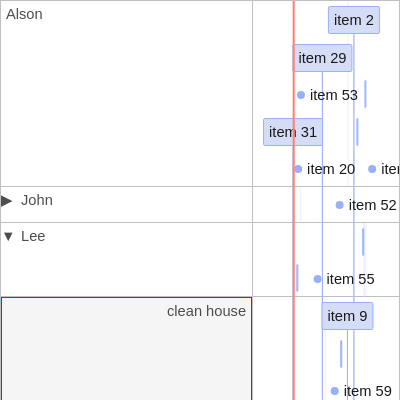 Alson
item 2
item 29
item 53
item 31
item 20
John
item 52
Lee
item 55
clean house
item 9
item 59